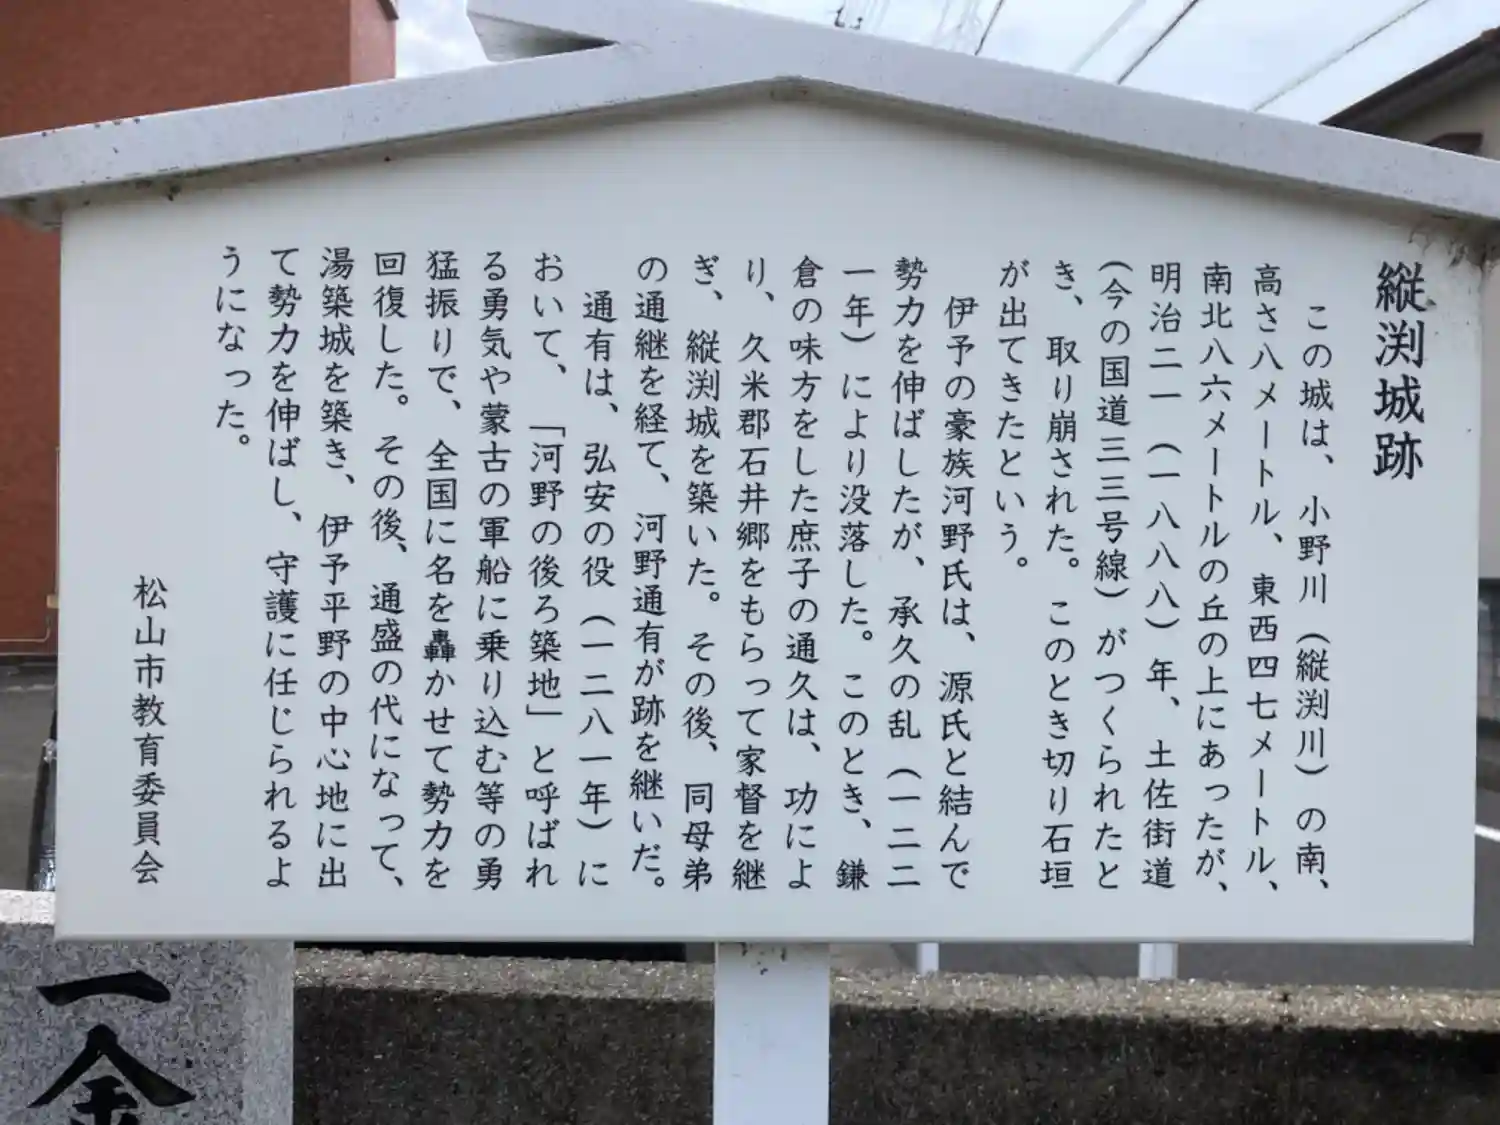 縦渕城跡
この城は、小野川（縦渕川）の南、
高さ八メートル、東西四七メートル、
南北八六メートルの丘の上にあったが、
明治二一（一八八八）年、土佐街道
（今の国道三三号線）がつくられたと
き、取り崩された。このとき切り石垣
が出てきたという。
伊予の豪族河野氏は、源氏と結んで
勢力を伸ばしたが、承久の乱（一二二
一年）により没落した。このとき、鎌
倉の味方をした庶子の通久は、功によ
り、久米郡石井郷をもらって家督を継
ぎ、縦渕城を築いた。その後、同母弟
の通継を経て、河野通有が跡を継いだ。
通有は、弘安の役（一二八一年）に
おいて、「河野の後ろ築地」と呼ばれ
る勇気や蒙古の軍船に乗り込む等の勇
猛振りで、全国に名を轟かせて勢力を
回復した。その後、通盛の代になって、
湯築城を築き、伊予平野の中心地に出
て勢力を伸ばし、守護に任じられるよ
うになった。
松山市教育委員会
一金